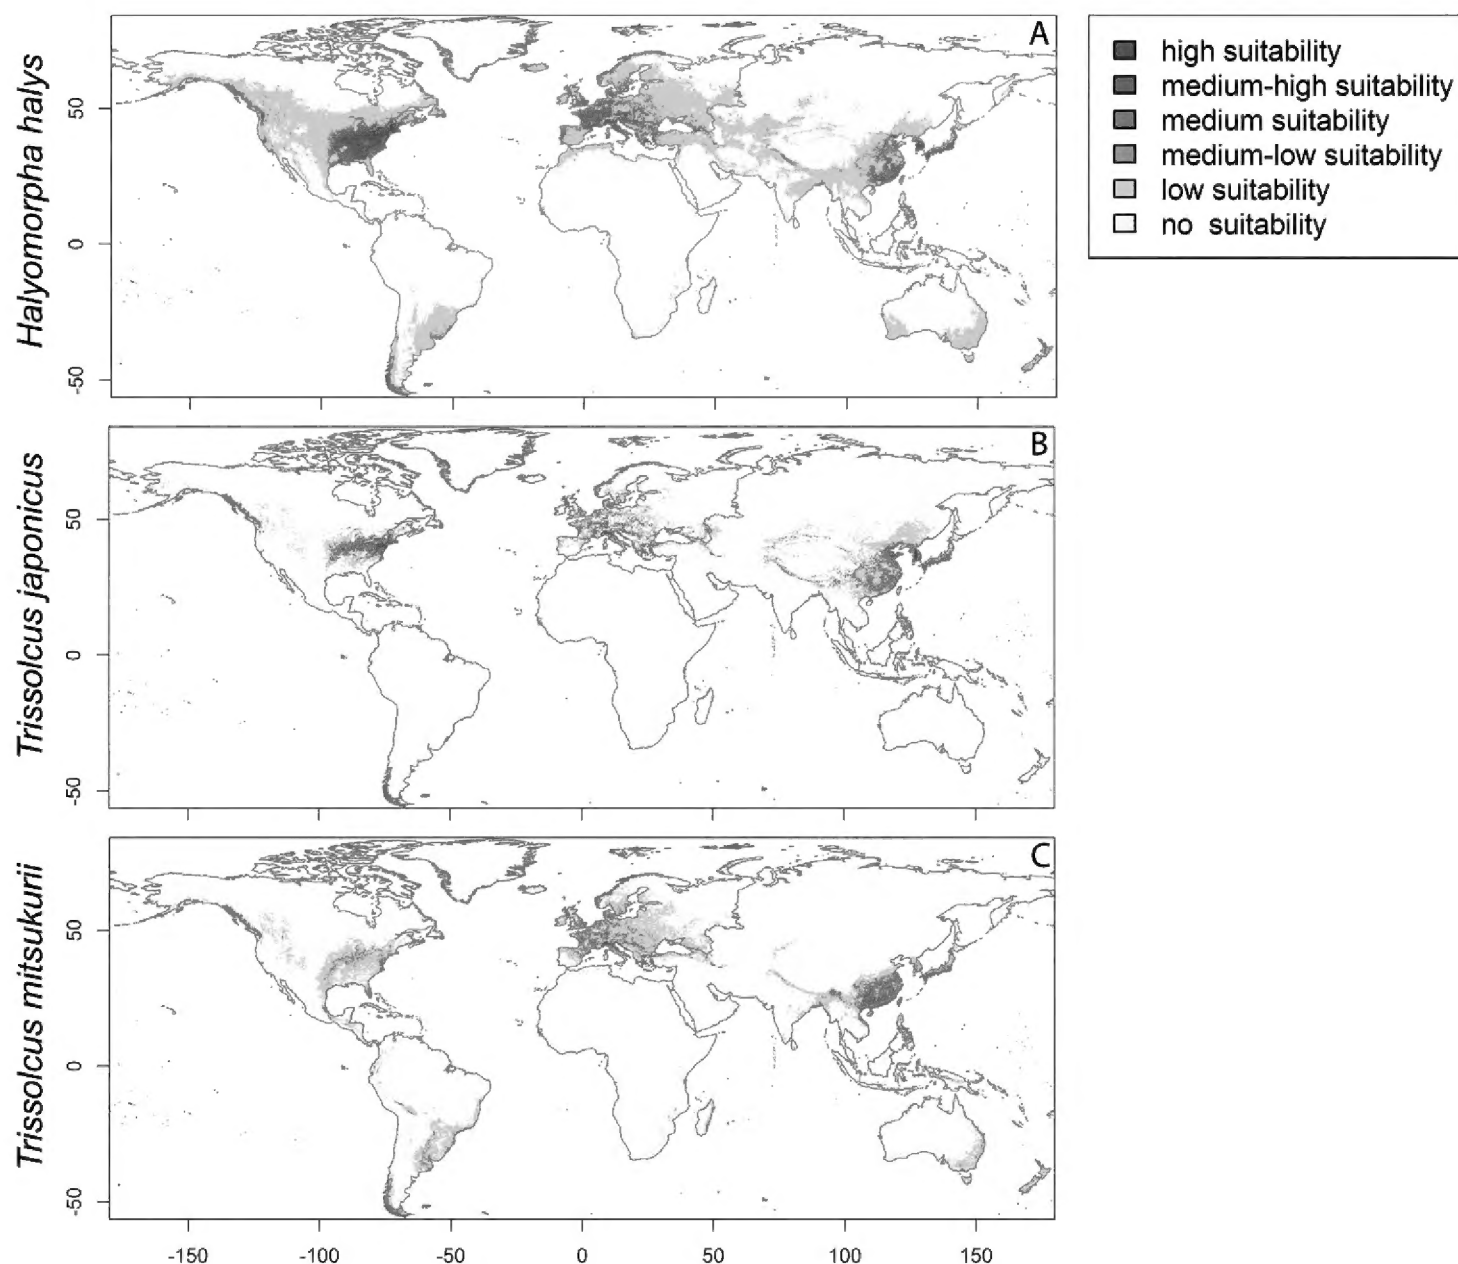 Halyomorpha halys
A
50
0
-50
high suitability
medium-high suitability
medium suitability
medium-low suitability
low suitability
no suitability
Trissolcus japonicus
B
50
0
-50
Trissolcus mitsukurii
C
50
0
-50
-150 -100 -50 0 50 100 150